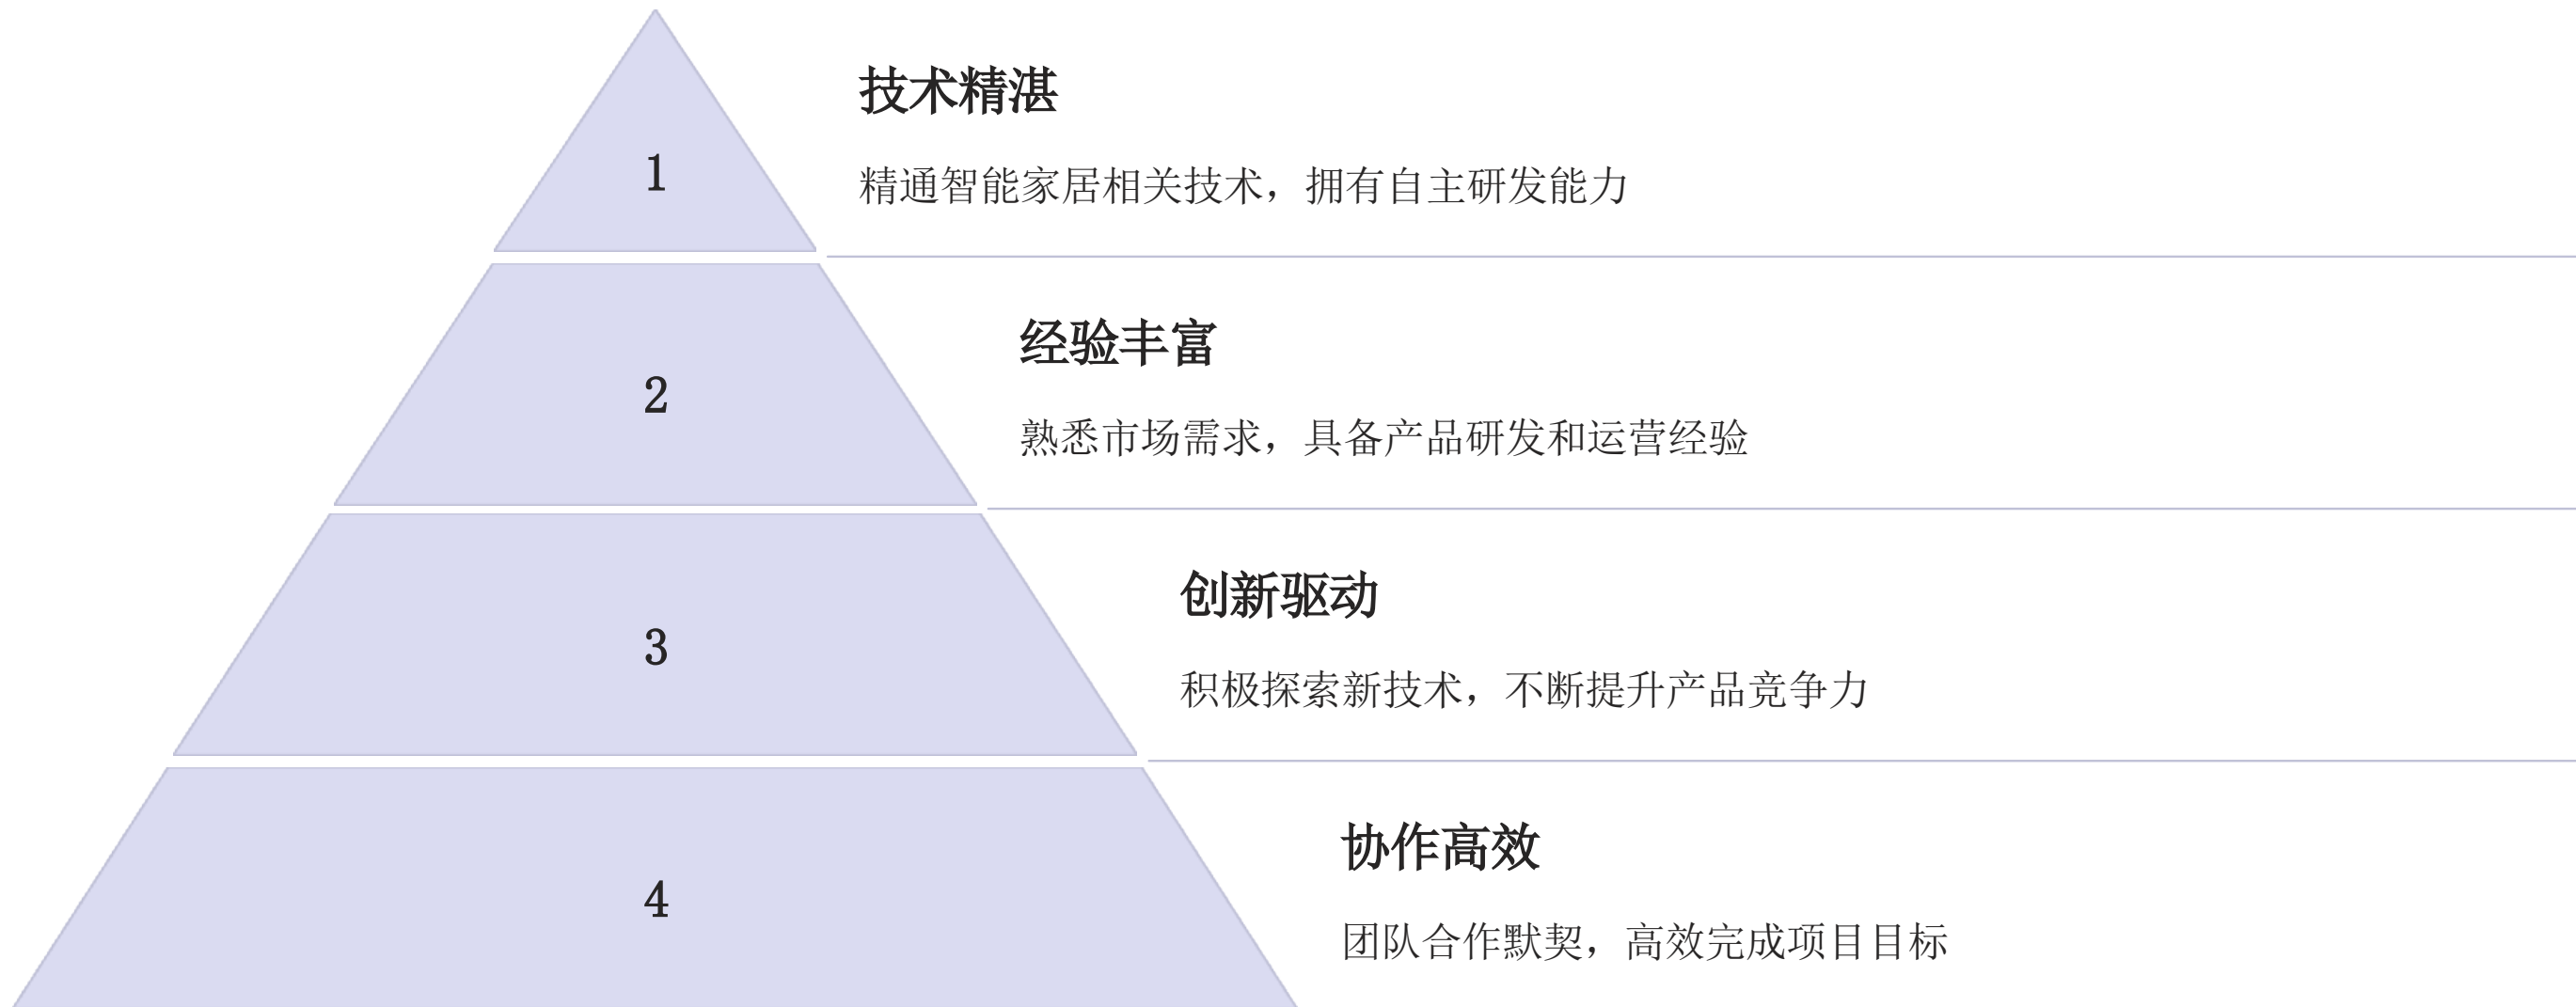 技术精湛
1
精通智能家居相关技术，拥有自主研发能力
经验丰富
2
熟悉市场需求，具备产品研发和运营经验
创新驱动
3
积极探索新技术，不断提升产品竞争力
协作高效
4
团队合作默契，高效完成项目目标